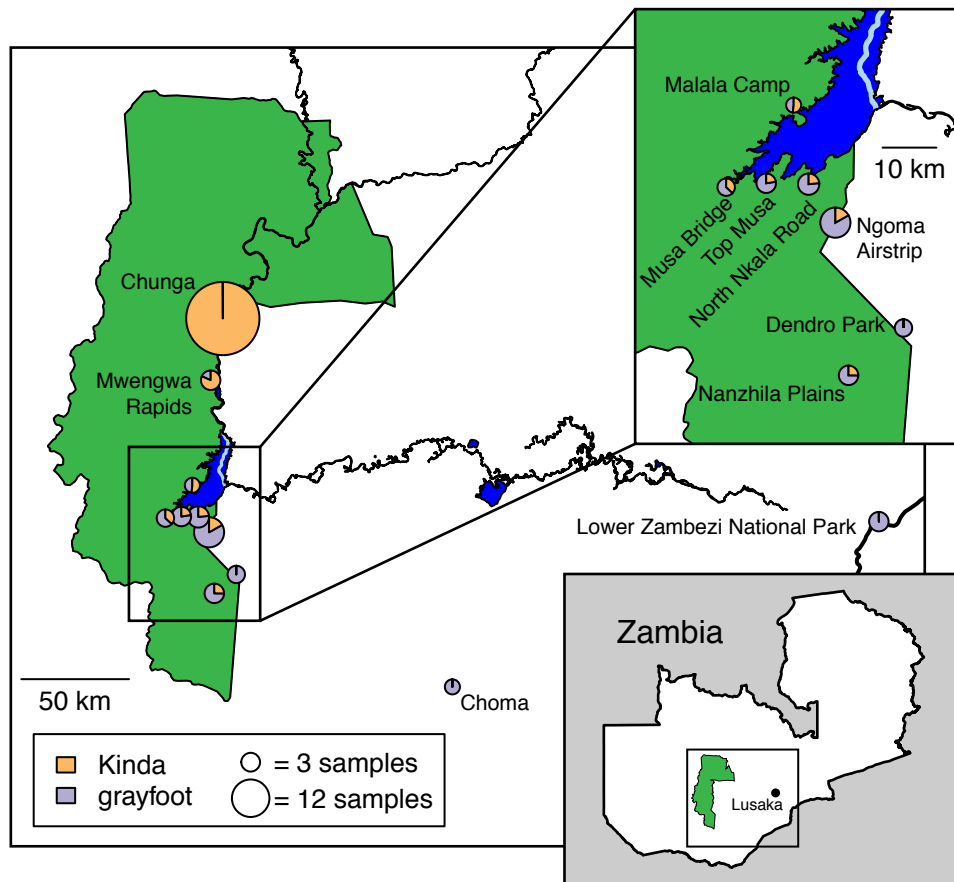 Malala Camp
10 km
Musa Bridge
Top Musa
North Nkala Road
Ngoma
Airstrip
Dendro Park
Nanzhila Plains
Chunga
Mwengwa
Rapids
Lower Zambezi National Park
50 km
Choma
Kinda
= 3 samples
grayfoot
= 12 samples
Zambia
Lusaka